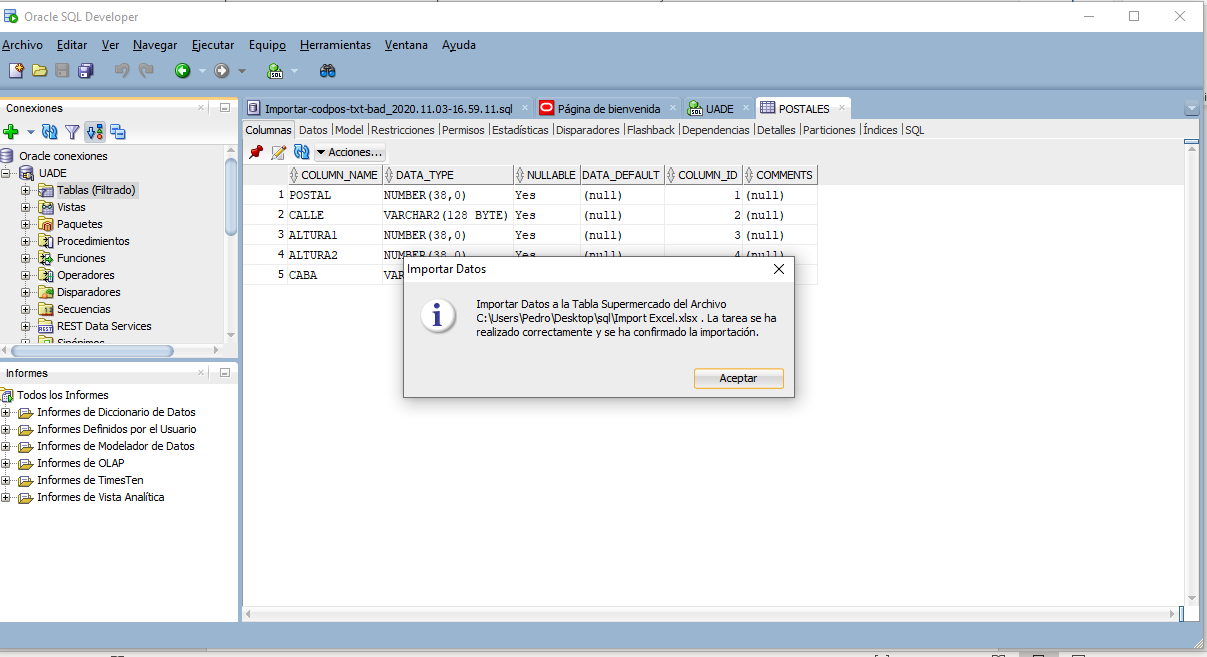 Oracle SQL Developer
Archivo Editar Ver Navegar Ejecutar Equipo Herramientas Ventana Ayuda
Conexiones
Oracle conexiones
UADE
Tablas (Filtrado)
Vistas
Paquetes
Procedimientos
Funciones
Operadores
Disparadores
Secuencias
REST Data Services
Sinónimos
Informes
Todos los Informes
Informes de Diccionario de Datos
Informes Definidos por el Usuario
Informes de Modelador de Datos
Informes de OLAP
Informes de TimesTen
Informes de Vista Analítica
Importar-codpos-txt-bad_2020.11.03-16.59.11.sql Página de bienvenida UADE POSTALES
Columnas Datos Model Restricciones Permisos Estadísticas Disparadores Flashback Dependencias Detalles Particiones Índices SQL
Acciones...
COLUMN_NAME DATA_TYPE NULLABLE DATA_DEFAULT COLUMN_ID COMMENTS
1 POSTAL NUMBER(38,0) Yes (null) 1 (null)
2 CALLE VARCHAR2(128 BYTE) Yes (null) 2 (null)
3 ALTURA1 NUMBER(38,0) Yes (null) 3 (null)
4 ALTURA2 NUMBER(38,0) Yes (null) 4 (null)
5 CABA VAR
Importar Datos
Importar Datos a la Tabla Supermercado del Archivo
C:\Users\Pedro\Desktop\sql\Import Excel.xlsx . La tarea se ha
realizado correctamente y se ha confirmado la importación.
Aceptar